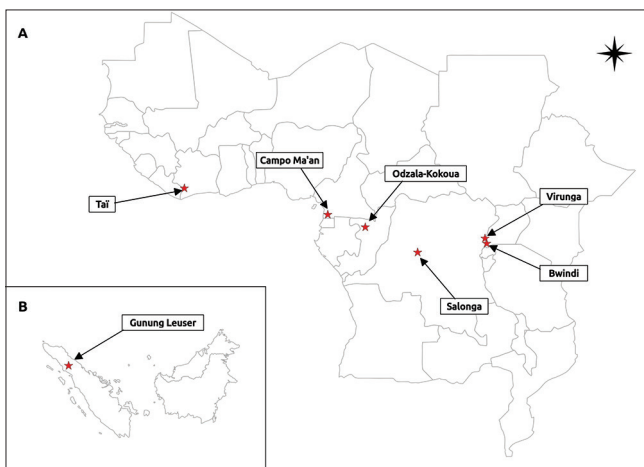 A
Campo Ma'an
Odzala-Kokoua
Taï
Virunga
Bwindi
Salonga
B
Gunung Leuser